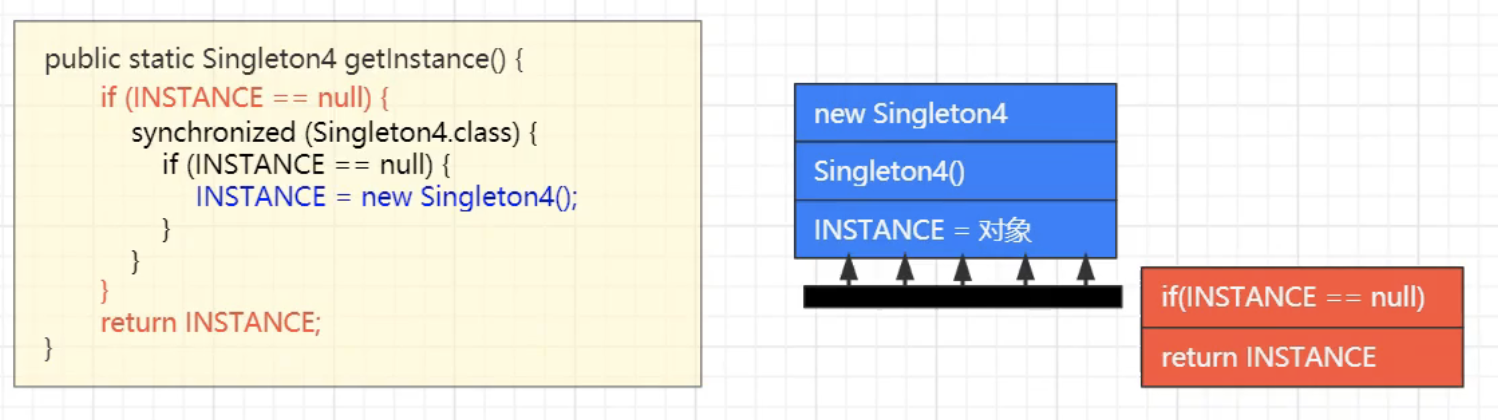 public static Singleton4 getInstance() {
if (INSTANCE == null) {
synchronized (Singleton4.class) {
if (INSTANCE == null) {
INSTANCE = new Singleton4();
}
}
}
return INSTANCE;
}
new Singleton4
Singleton4()
INSTANCE = 对象
if(INSTANCE == null)
return INSTANCE